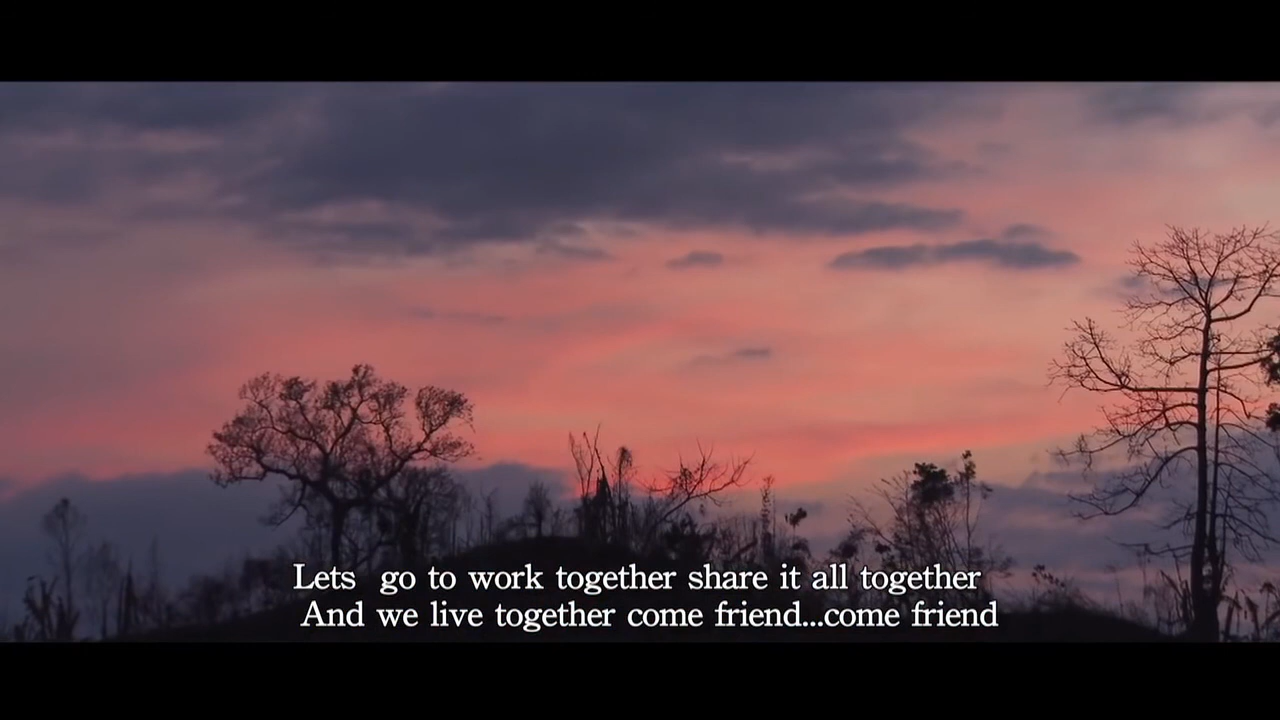 Lets  go to work together share it all together
And we live together come friend...come friend